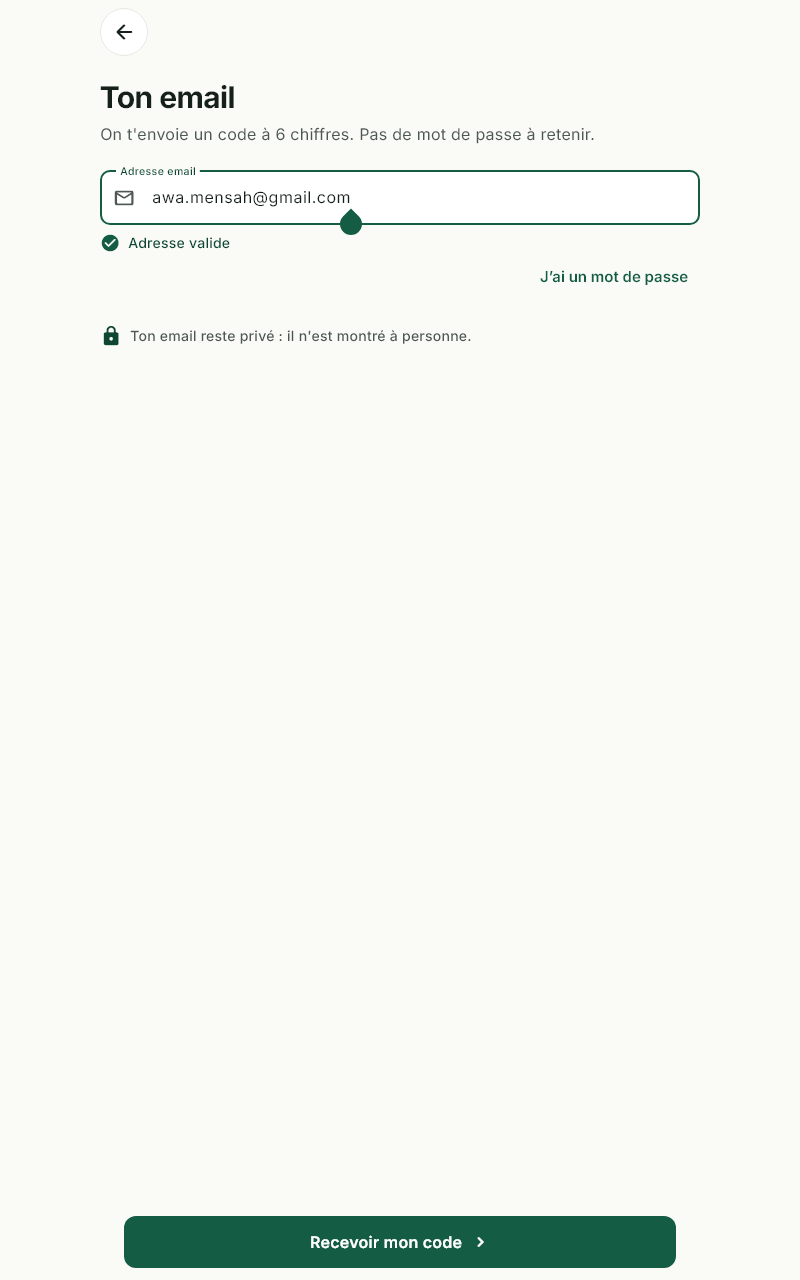 Ton email
On t'envoie un code à 6 chiffres. Pas de mot de passe à retenir.
Adresse email
awa.mensah@gmail.com
Adresse valide
J’ai un mot de passe
Ton email reste privé : il n'est montré à personne.
Recevoir mon code